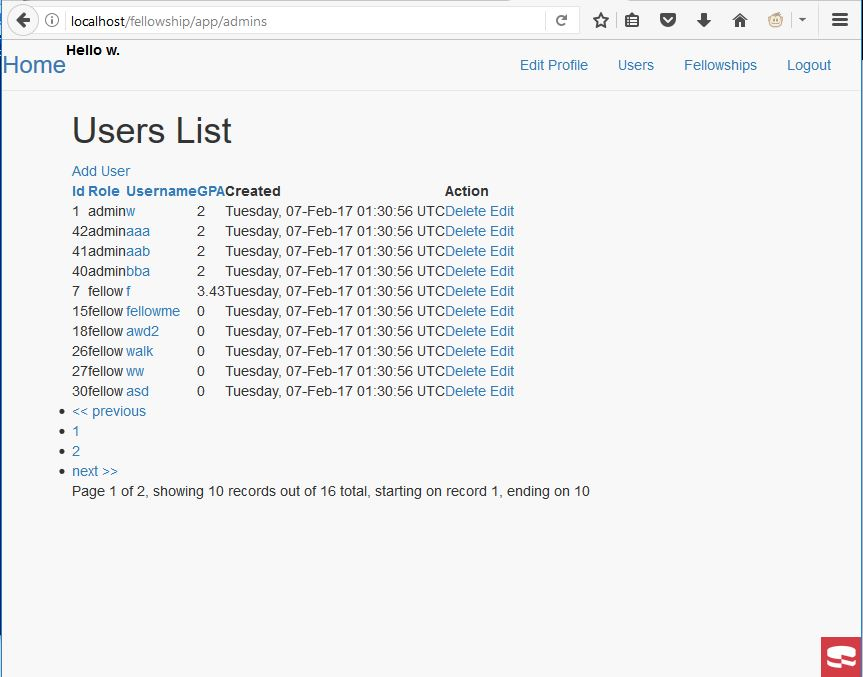 localhost/fellowship/app/admins
Hello w.
Home Edit Profile Users Fellowships Logout
Users List
Add User
Id Role Username GPA Created Action
1 admin w 2 Tuesday, 07-Feb-17 01:30:56 UTC Delete Edit
42 admin aaa 2 Tuesday, 07-Feb-17 01:30:56 UTC Delete Edit
41 admin aab 2 Tuesday, 07-Feb-17 01:30:56 UTC Delete Edit
40 admin bba 2 Tuesday, 07-Feb-17 01:30:56 UTC Delete Edit
7 fellow f 3.43 Tuesday, 07-Feb-17 01:30:56 UTC Delete Edit
15 fellow fellowme 0 Tuesday, 07-Feb-17 01:30:56 UTC Delete Edit
18 fellow awd2 0 Tuesday, 07-Feb-17 01:30:56 UTC Delete Edit
26 fellow walk 0 Tuesday, 07-Feb-17 01:30:56 UTC Delete Edit
27 fellow ww 0 Tuesday, 07-Feb-17 01:30:56 UTC Delete Edit
30 fellow asd 0 Tuesday, 07-Feb-17 01:30:56 UTC Delete Edit
• << previous
• 1
• 2
• next >>
Page 1 of 2, showing 10 records out of 16 total, starting on record 1, ending on 10